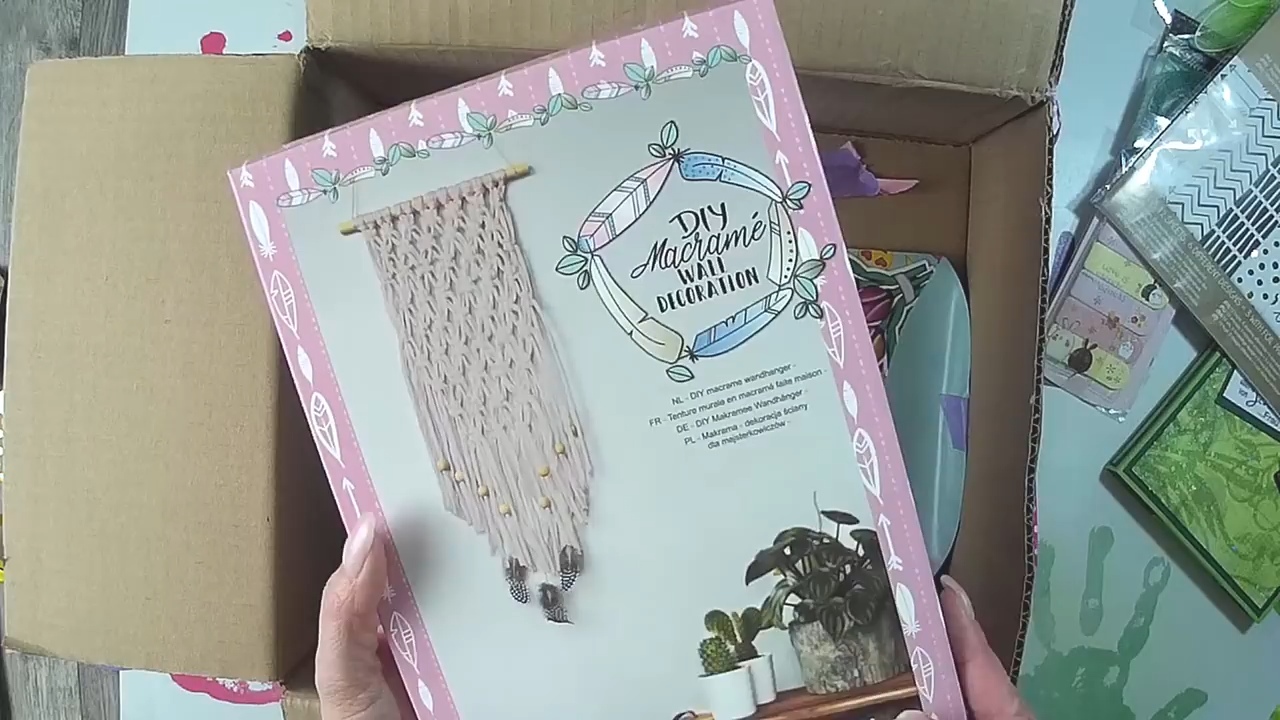 DIY
Macramé
WALL
DECORATION
NL - DIY macrame wandhanger -
FR - Tenture murale en macramé faite maison -
DE - DIY Makramee Wandhänger -
PL - Makrama - dekoracja ściany
dla majsterkowiczów -